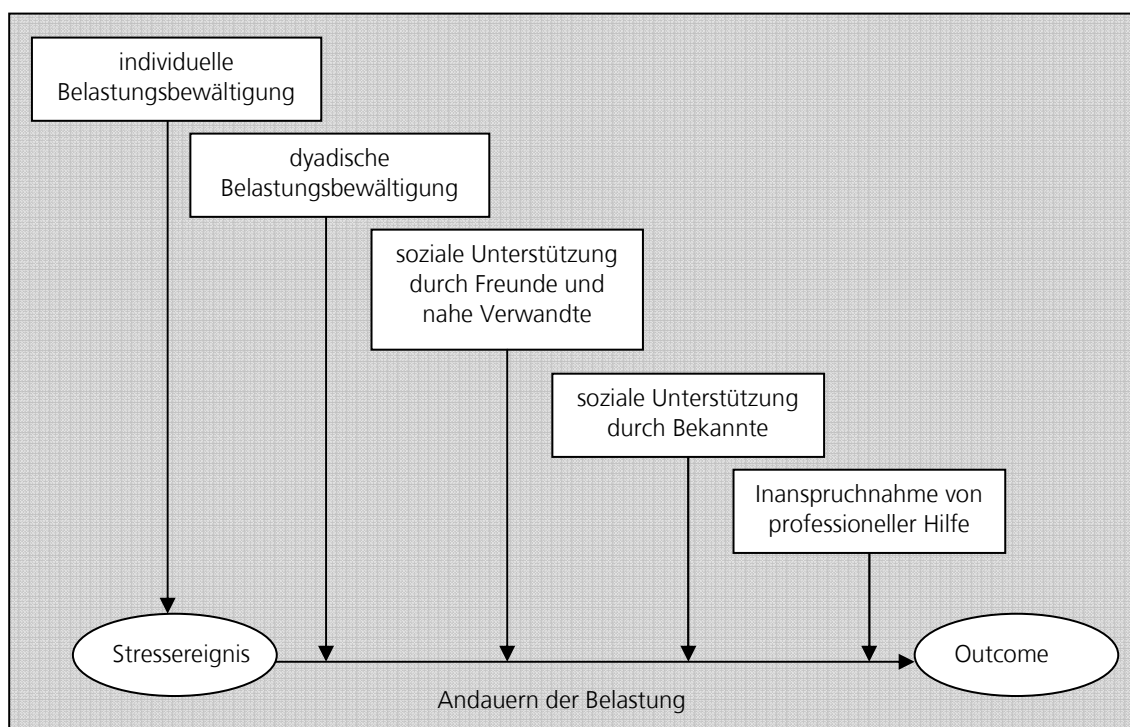 individuelle
Belastungsbewältigung
dyadische
Belastungsbewältigung
soziale Unterstützung
durch Freunde und
nahe Verwandte
soziale Unterstützung
durch Bekannte
Inanspruchnahme von
professioneller Hilfe
Stressereignis
Outcome
Andauern der Belastung